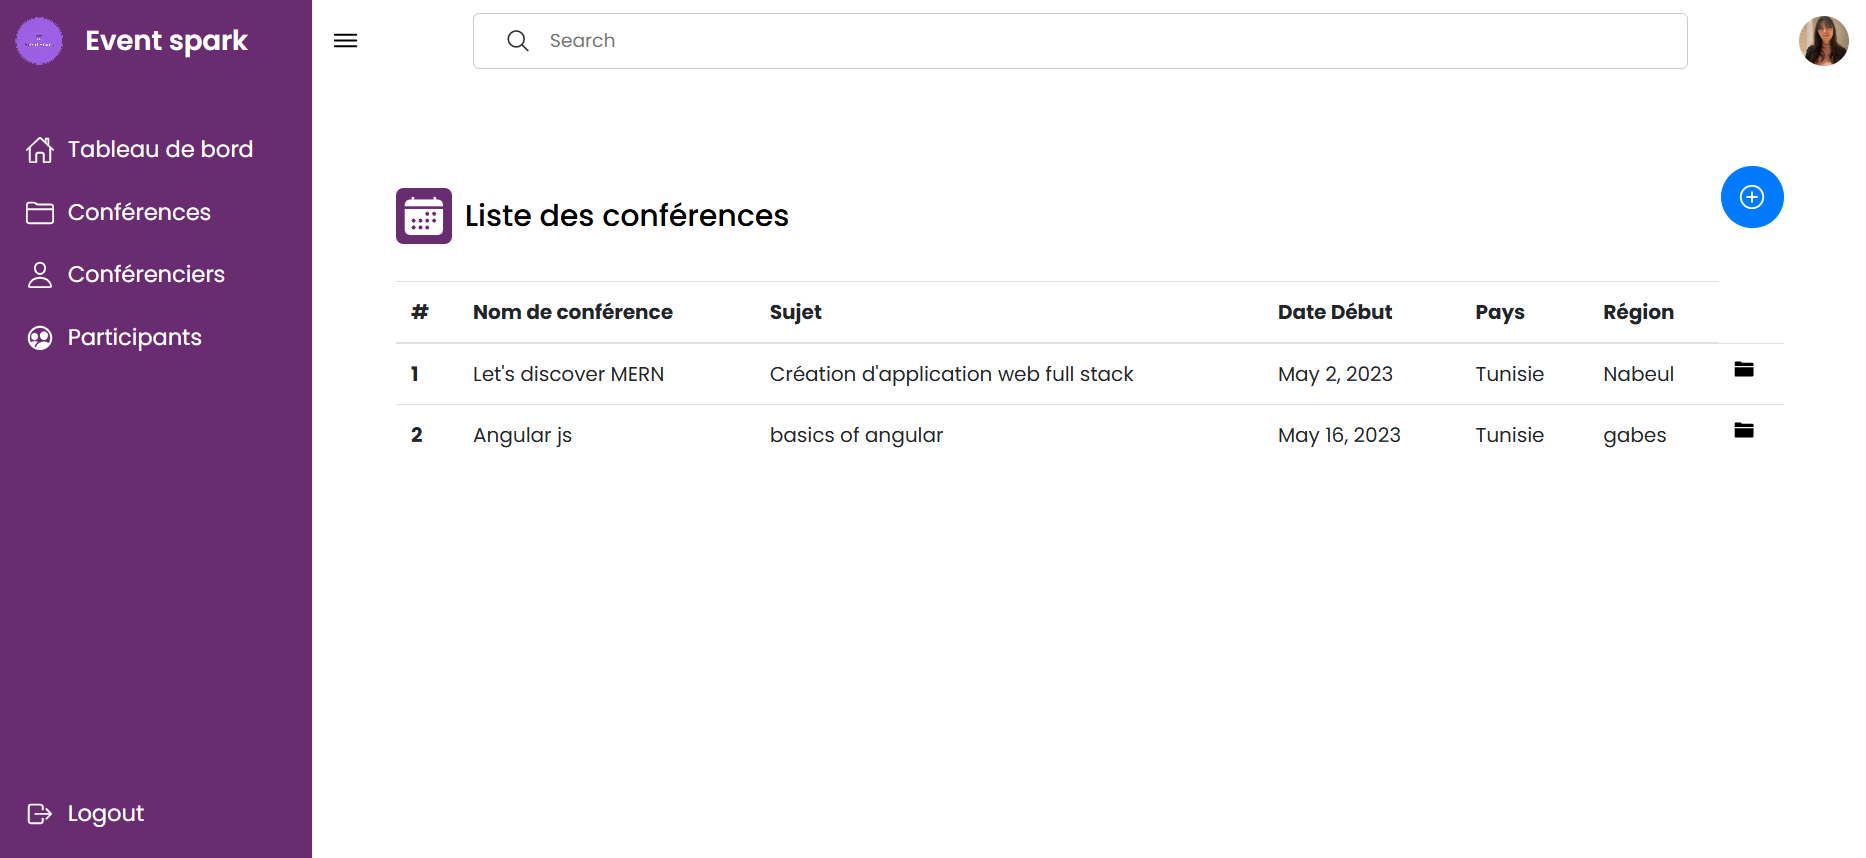 Event spark
Search
Tableau de bord
Conférences
Conférenciers
Participants
Logout
Liste des conférences
# Nom de conférence Sujet Date Début Pays Région
1 Let's discover MERN Création d'application web full stack May 2, 2023 Tunisie Nabeul
2 Angular js basics of angular May 16, 2023 Tunisie gabes